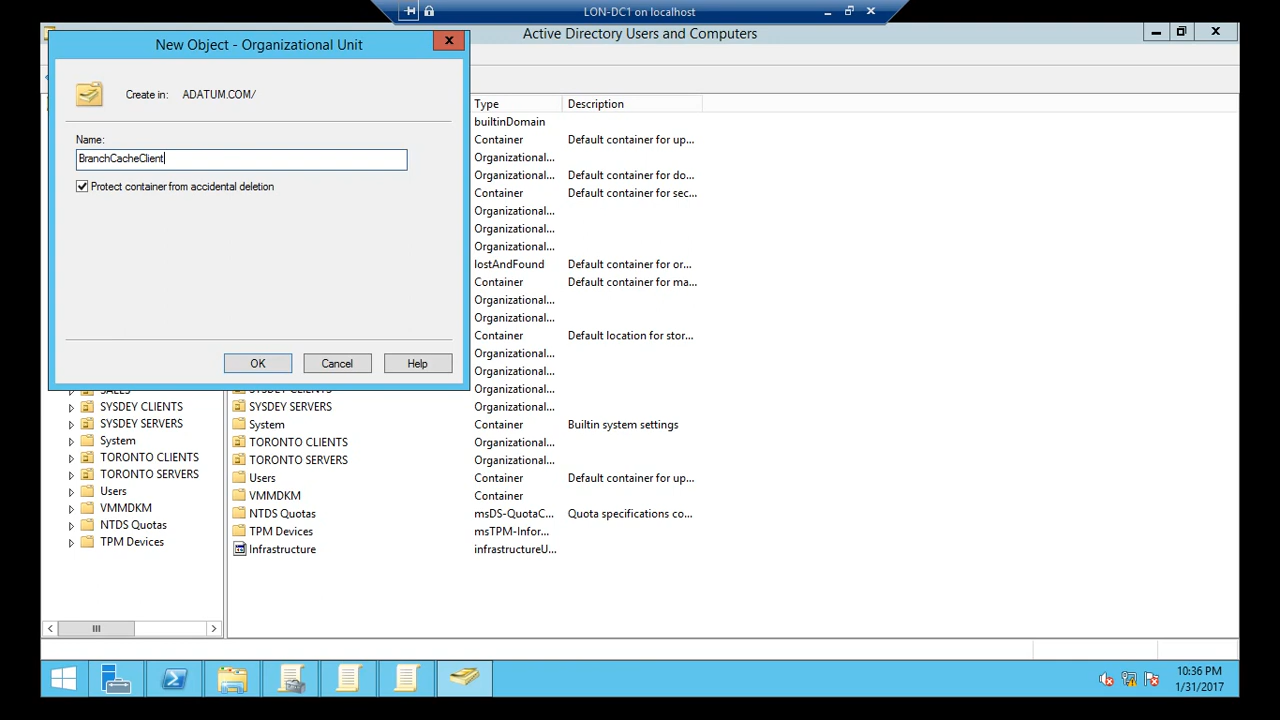 LON-DC1 on localhost
Active Directory Users and Computers
New Object - Organizational Unit
Create in: ADATUM.COM/
Name:
BranchCacheClient
Protect container from accidental deletion
OK
Cancel
Help
Type Description
builtinDomain
Container Default container for up...
Organizational...
Organizational... Default container for do...
Container Default container for sec...
Organizational...
Organizational...
Organizational...
lostAndFound Default container for or...
Container Default container for ma...
Organizational...
Organizational...
Container Default location for stor...
Organizational...
Organizational...
SALES
SYSDEY CLIENTS
SYSDEY SERVERS
System
TORONTO CLIENTS
TORONTO SERVERS
Users
VMMDKM
NTDS Quotas
TPM Devices
SYSDEY CLIENTS Organizational...
SYSDEY SERVERS Organizational...
System Container Builtin system settings
TORONTO CLIENTS Organizational...
TORONTO SERVERS Organizational...
Users Container Default container for up...
VMMDKM Container
NTDS Quotas msDS-QuotaC... Quota specifications co...
TPM Devices msTPM-Infor...
Infrastructure infrastructureU...
10:36 PM
1/31/2017